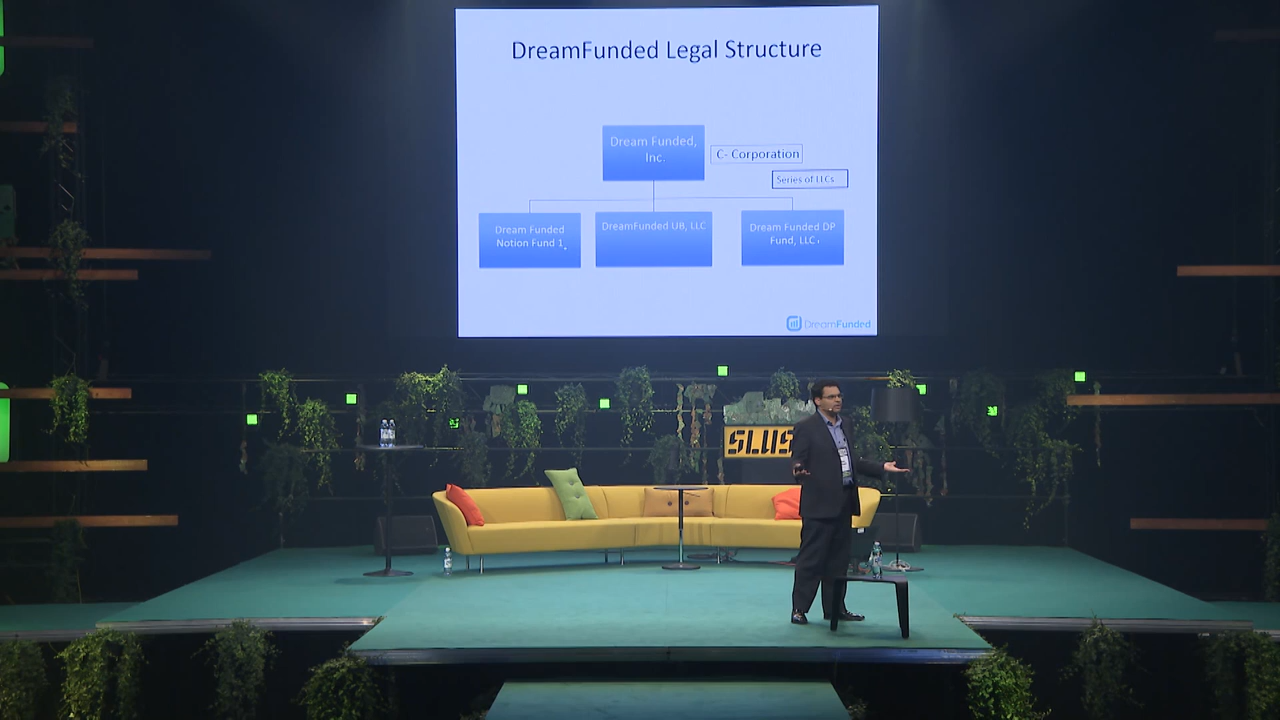 DreamFunded Legal Structure
Dream Funded,
Inc.
C- Corporation
Series of LLCs
Dream Funded
Notion Fund 1
DreamFunded UB, LLC
Dream Funded DP
Fund, LLC
DreamFunded
SLUS